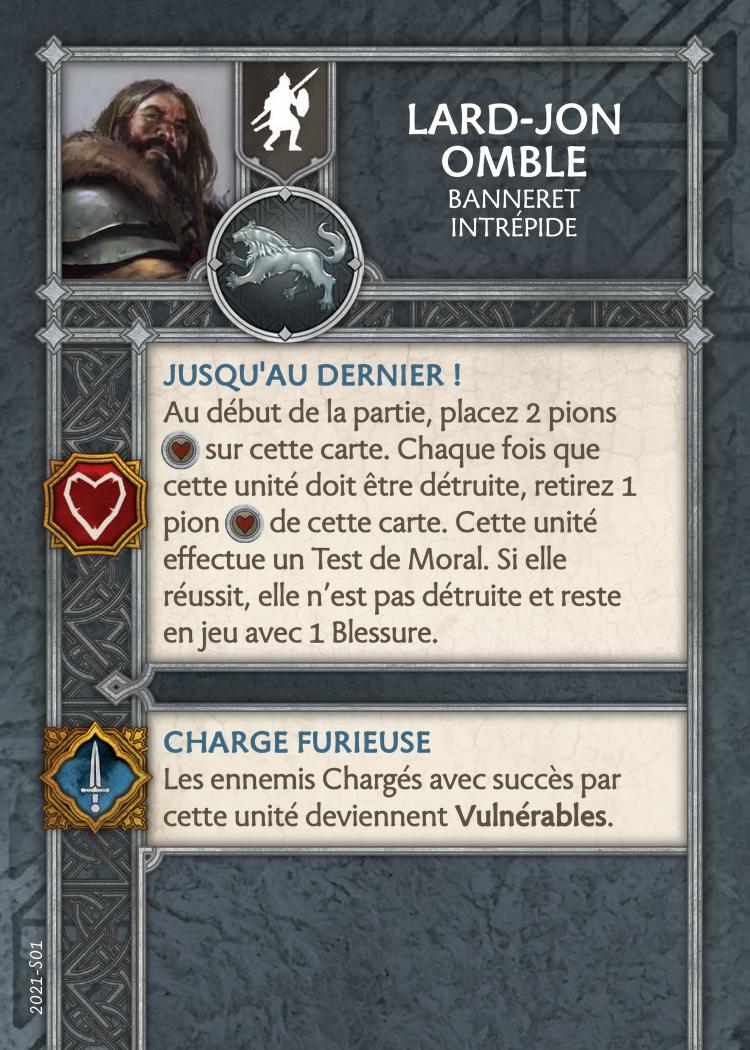 LARD-JON
OMBLE
BANNERET
INTRÉPIDE
JUSQU'AU DERNIER !
Au début de la partie, placez 2 pions
sur cette carte. Chaque fois que
cette unité doit être détruite, retirez 1
pion de cette carte. Cette unité
effectue un Test de Moral. Si elle
réussit, elle n’est pas détruite et reste
en jeu avec 1 Blessure.
CHARGE FURIEUSE
Les ennemis Chargés avec succès par
cette unité deviennent Vulnérables.
2021-S01